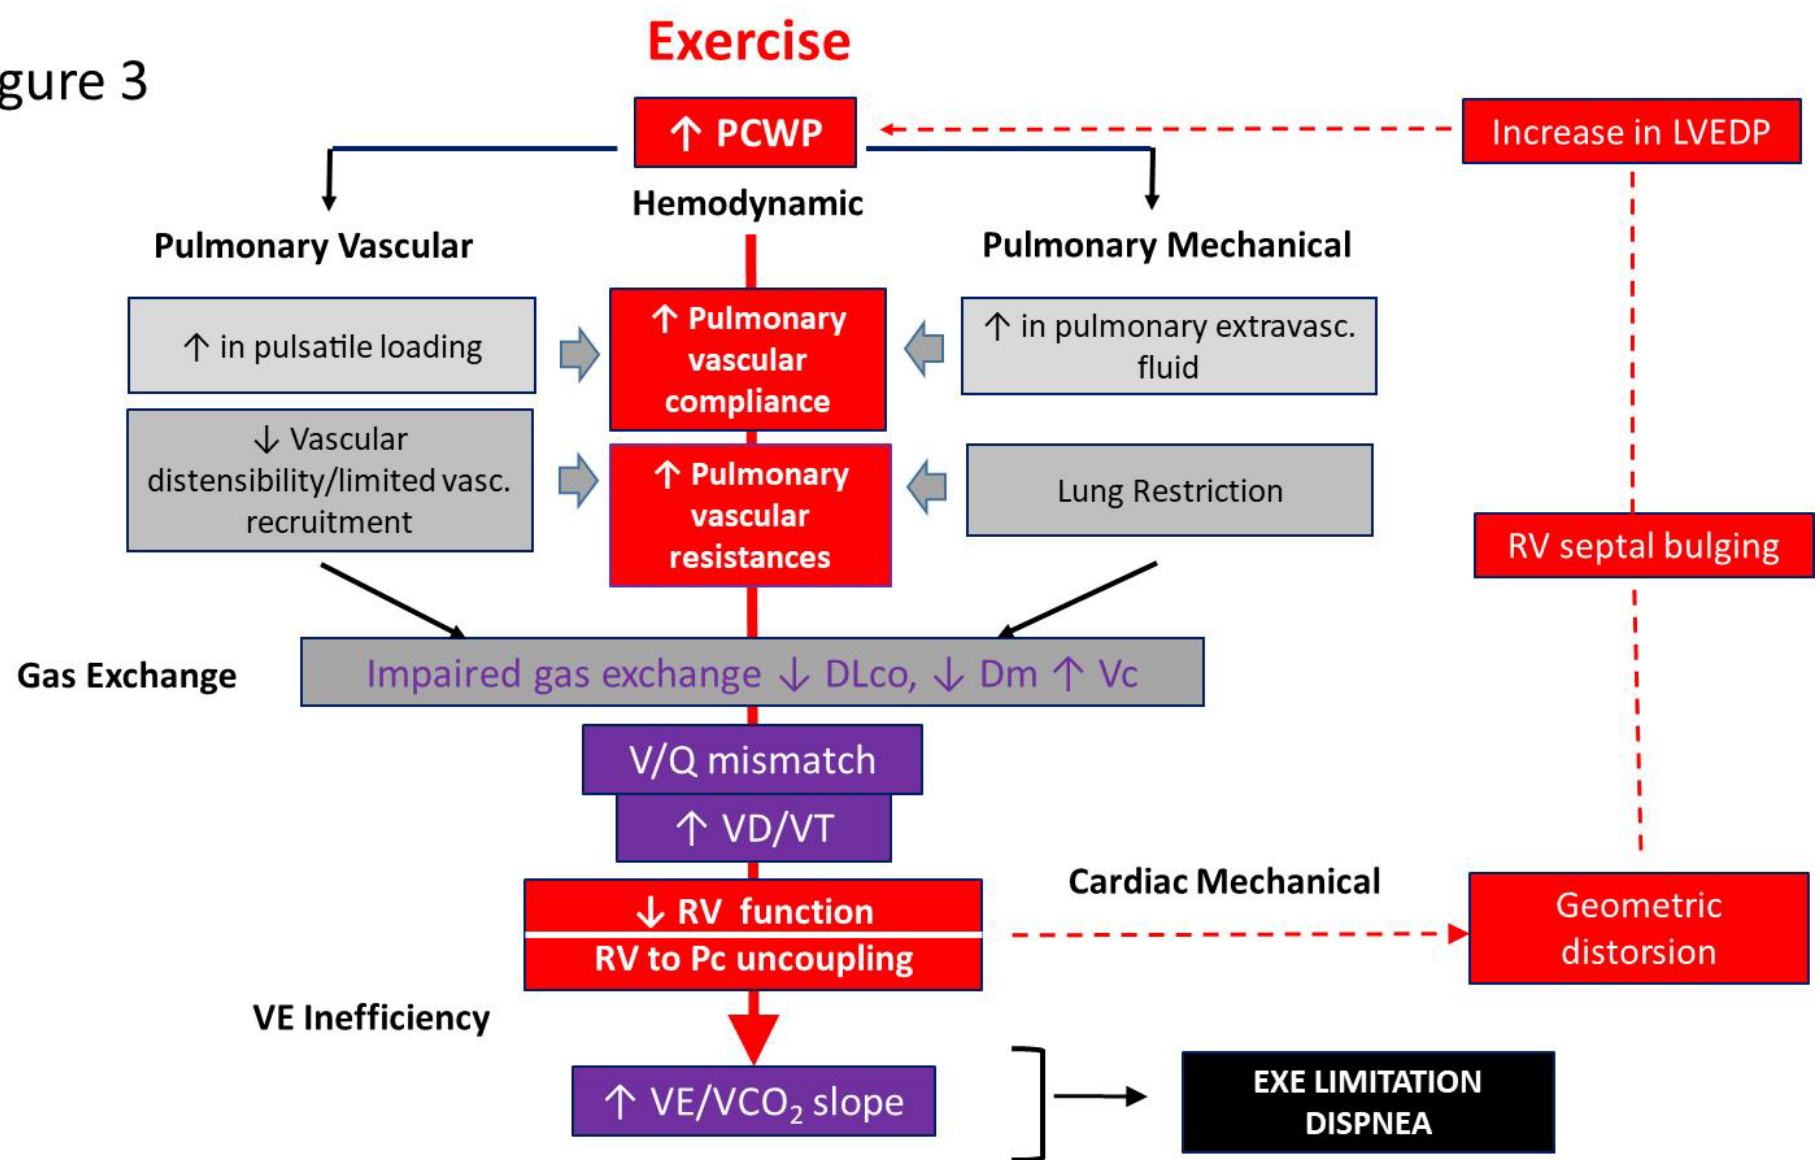 Exercise
gure 3
↑ PCWP
Increase in LVEDP
Hemodynamic
Pulmonary Vascular
Pulmonary Mechanical
↑ in pulsatile loading
↑ Pulmonary
vascular
compliance
↑ in pulmonary extravasc.
fluid
↓ Vascular
distensibility/limited vasc.
recruitment
↑ Pulmonary
vascular
resistances
Lung Restriction
RV septal bulging
Gas Exchange
Impaired gas exchange ↓ DLco, ↓ Dm ↑ Vc
V/Q mismatch
↑ VD/VT
↓ RV function
RV to Pc uncoupling
Cardiac Mechanical
Geometric
distorsion
VE Inefficiency
↑ VE/VCO₂ slope
EXE LIMITATION
DISPNEA